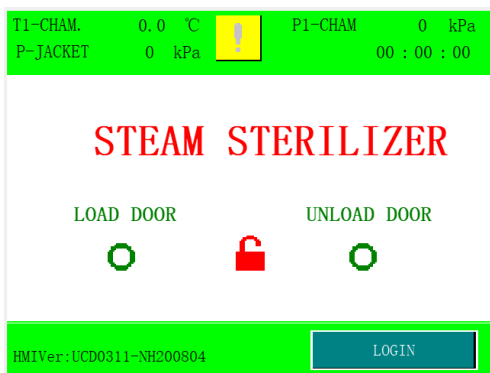 T1-CHAM. 0.0 ℃ ! P1-CHAM 0 kPa
P-JACKET 0 kPa 00 : 00 : 00
STEAM STERILIZER
LOAD DOOR UNLOAD DOOR
HMIVer:UCD0311-NH200804 LOGIN